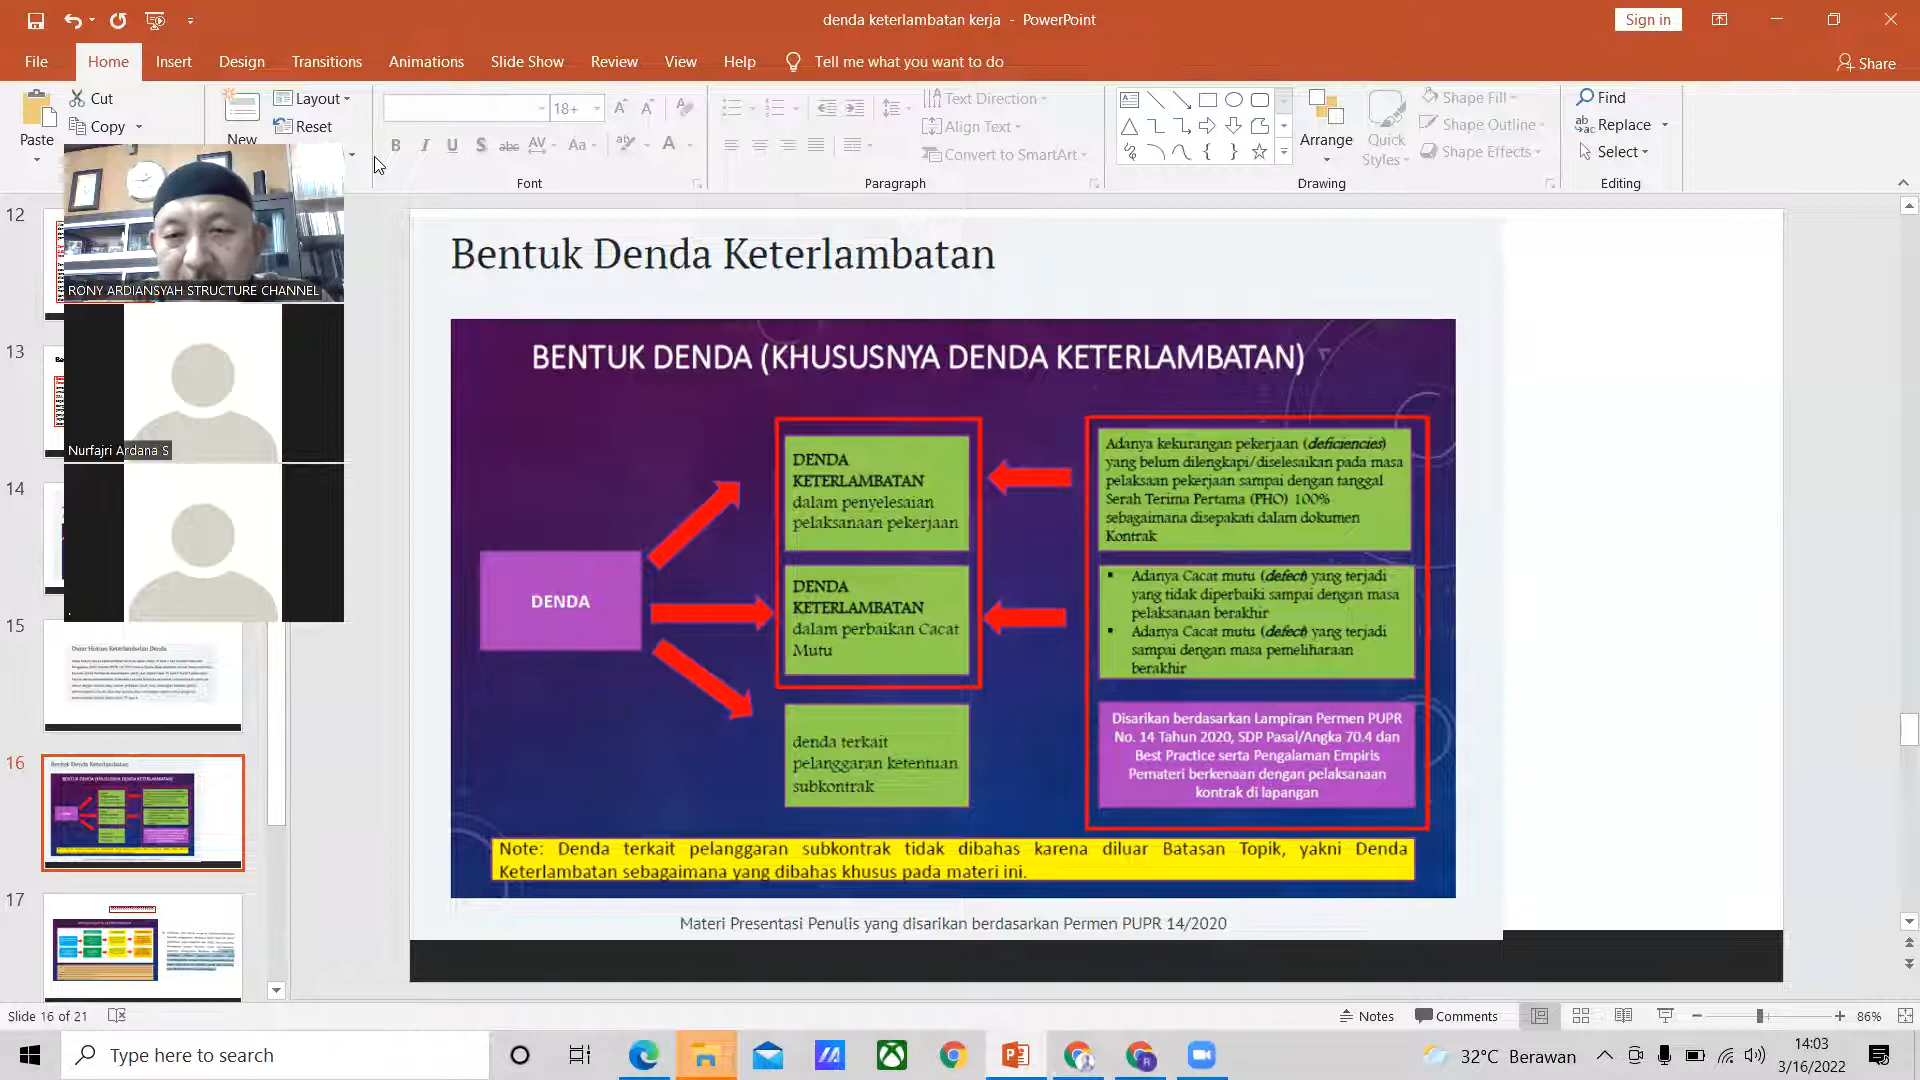 denda keterlambatan kerja - PowerPoint
Sign in
File
Home
Insert
Design
Transitions
Animations
Slide Show
Review
View
Help
Tell me what you want to do
Share
Paste
Cut
Copy
New
Layout
Reset
18+
Font
Text Direction
Align Text
Convert to SmartArt
Paragraph
Arrange
Quick
Styles
Shape Fill
Shape Outline
Shape Effects
Drawing
Find
Replace
Select
Editing
RONY ARDIANSYAH STRUCTURE CHANNEL
Nurfajri Ardana S
12
13
14
15
Dasar Hukum Keterlambatan Denda
16
Bentuk Denda Keterlambatan
17
Bentuk Denda Keterlambatan
BENTUK DENDA (KHUSUSNYA DENDA KETERLAMBATAN)
DENDA
DENDA
KETERLAMBATAN
dalam penyelesaian
pelaksanaan pekerjaan
DENDA
KETERLAMBATAN
dalam perbaikan Cacat
Mutu
denda terkait
pelanggaran ketentuan
subkontrak
Adanya kekurangan pekerjaan (deficiencies)
yang belum dilengkapi/diselesaikan pada masa
pelaksaan pekerjaan sampai dengan tanggal
Serah Terima Pertama (PHO) 100%
sebagaimana disepakati dalam dokumen
Kontrak
▪ Adanya Cacat mutu (defect) yang terjadi
yang tidak diperbaiki sampai dengan masa
pelaksanaan berakhir
▪ Adanya Cacat mutu (defect) yang terjadi
sampai dengan masa pemeliharaan
berakhir
Disarikan berdasarkan Lampiran Permen PUPR
No. 14 Tahun 2020, SDP Pasal/Angka 70.4 dan
Best Practice serta Pengalaman Empiris
Pemateri berkenaan dengan pelaksanaan
kontrak di lapangan
Note: Denda terkait pelanggaran subkontrak tidak dibahas karena diluar Batasan Topik, yakni Denda
Keterlambatan sebagaimana yang dibahas khusus pada materi ini.
Materi Presentasi Penulis yang disarikan berdasarkan Permen PUPR 14/2020
Slide 16 of 21
Notes
Comments
86%
Type here to search
32°C Berawan
14:03
3/16/2022